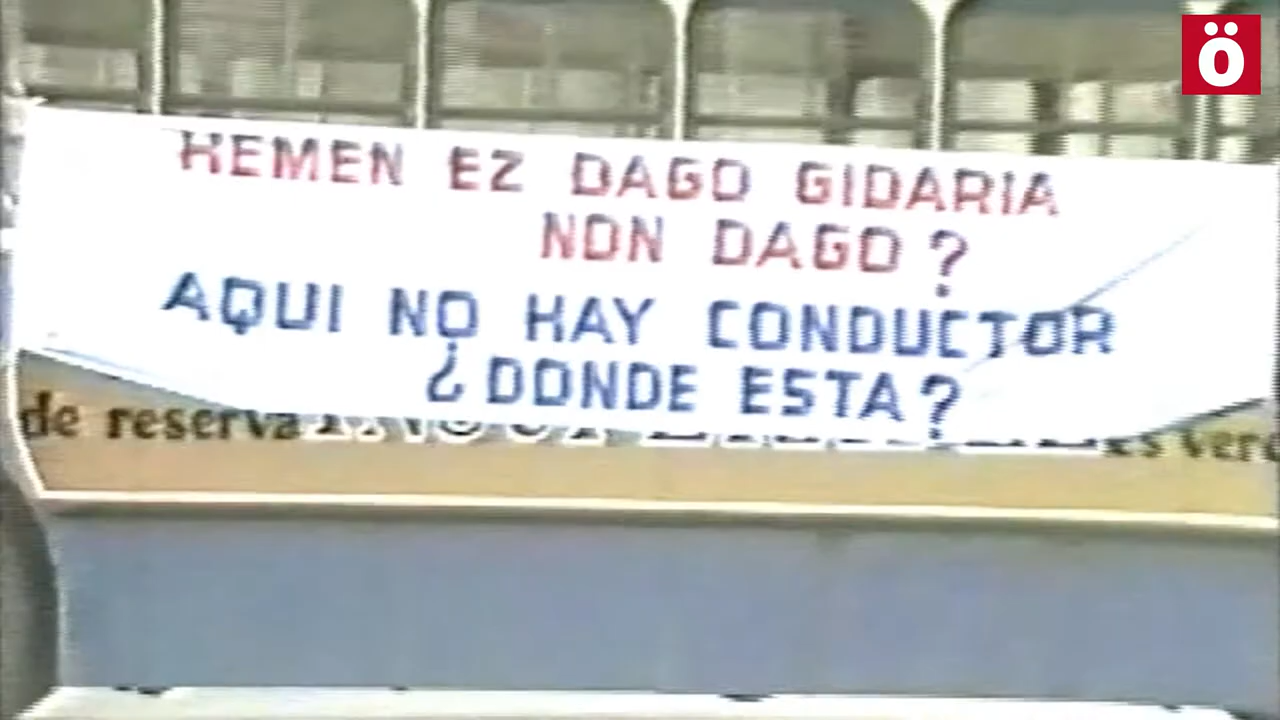 Ö
HEMEN EZ DAGO GIDARIA
NON DAGO ?
AQUI NO HAY CONDUCTOR
¿ DONDE ESTA ?
de reserva